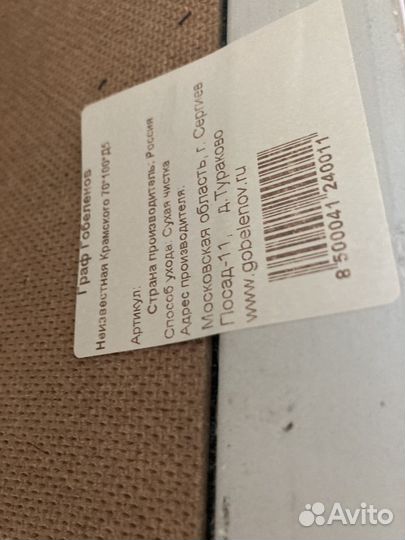 Граф Гобеленов
Неизвестная Крамского 70*100*Д5
Артикул:
Страна производитель: Россия
Способ ухода: Сухая чистка
Адрес производителя:
Московская область, г. Сергиев
Посад-11, д.Тураково
www.gobelenov.ru
8 500041 240011
Avito